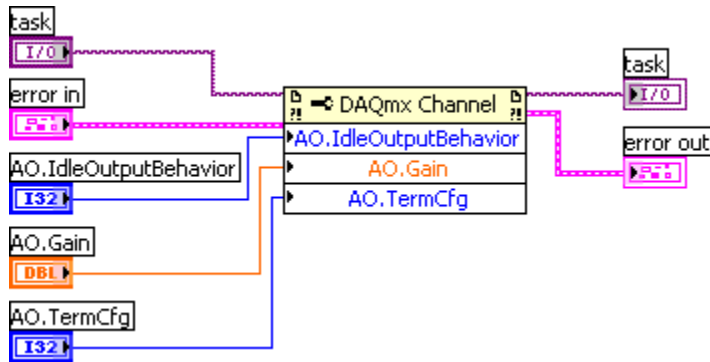 task
I/O
error in
AO.IdleOutputBehavior
I32
AO.Gain
DBL
AO.TermCfg
I32
?! DAQmx Channel ?!
AO.IdleOutputBehavior
AO.Gain
AO.TermCfg
task
I/O
error out